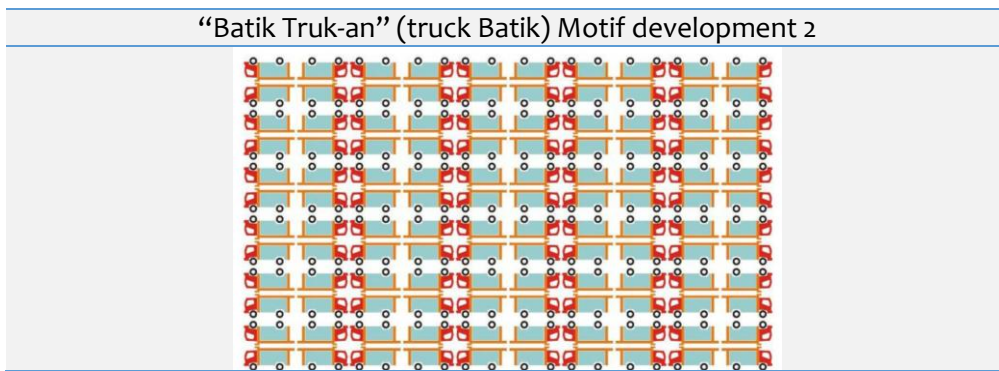 “Batik Truk-an” (truck Batik) Motif development 2